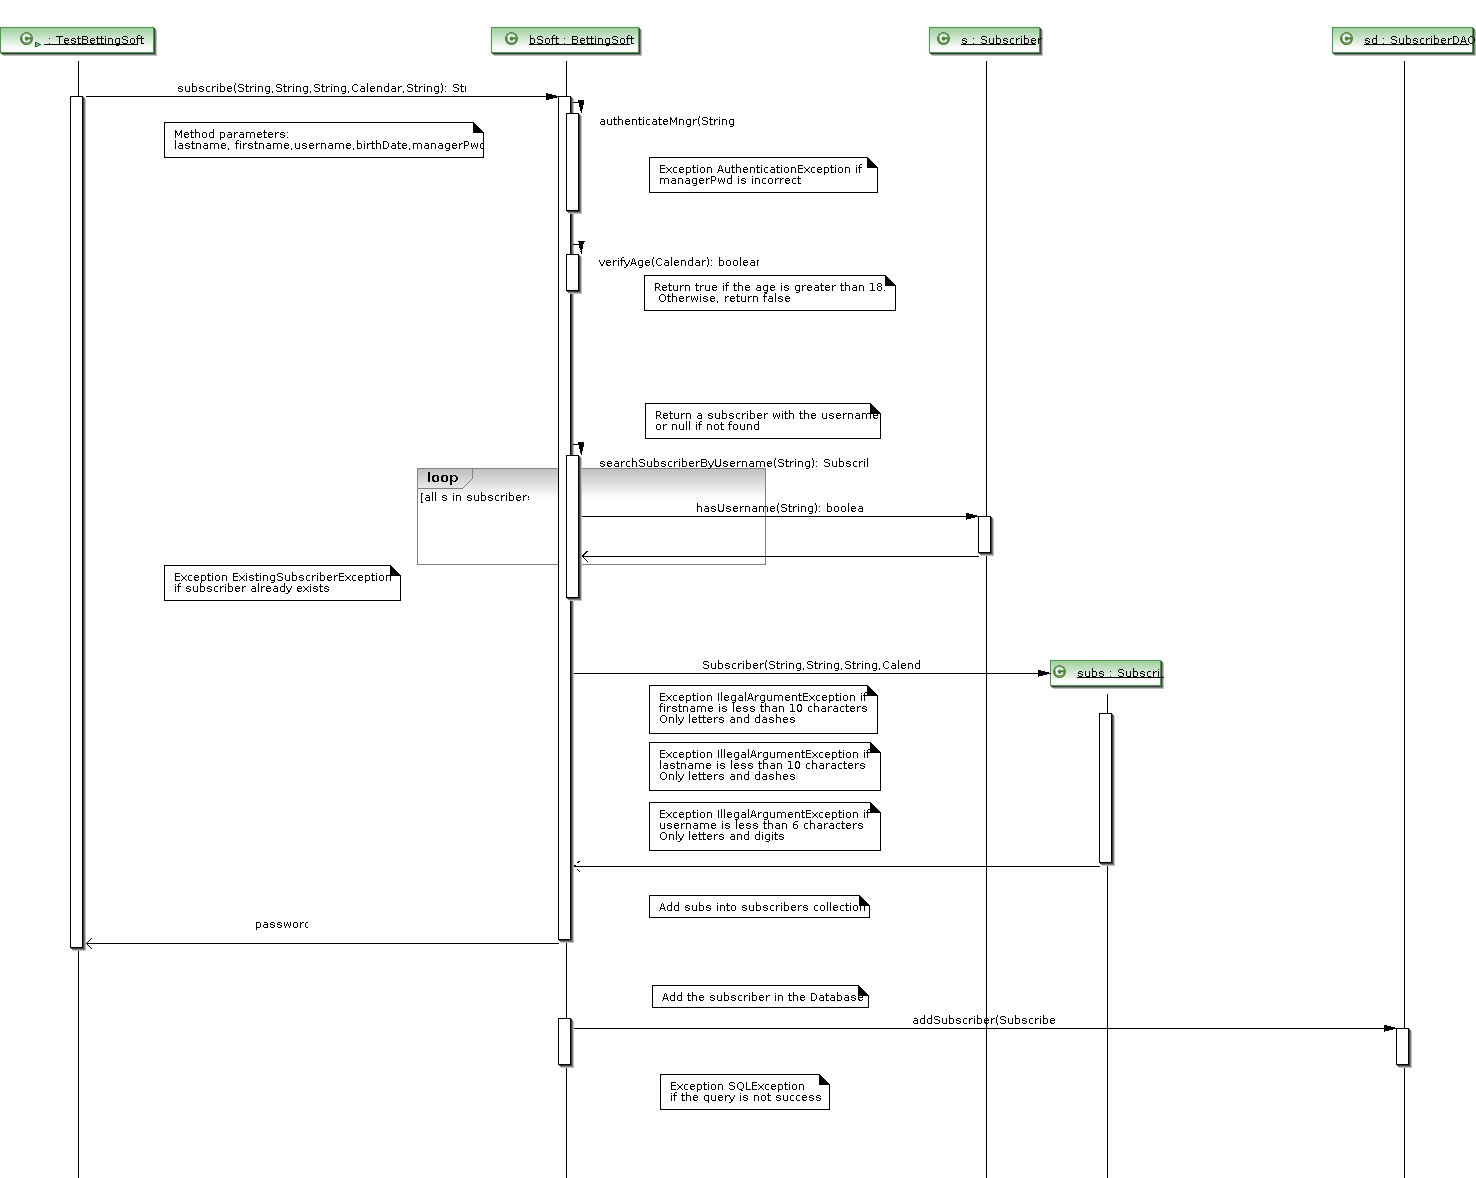 : TestBettingSoft
bSoft : BettingSoft
s : Subscriber
sd : SubscriberDAO
subscribe(String,String,String,Calendar,String): Str
Method parameters:
lastname, firstname,username,birthDate,managerPwd
authenticateMngr(String
Exception AuthenticationException if
managerPwd is incorrect
verifyAge(Calendar): boolean
Return true if the age is greater than 18.
Otherwise, return false
Return a subscriber with the username
or null if not found
searchSubscriberByUsername(String): Subscril
loop
[all s in subscribers
hasUsername(String): boolea
Exception ExistingSubscriberException
if subscriber already exists
Subscriber(String,String,String,Calend
subs : Subscri
Exception IlegalArgumentException if
firstname is less than 10 characters
Only letters and dashes
Exception IllegalArgumentException if
lastname is less than 10 characters
Only letters and dashes
Exception IllegalArgumentException if
username is less than 6 characters
Only letters and digits
Add subs into subscribers collection
password
Add the subscriber in the Database
addSubscriber(Subscribe
Exception SQLException
if the query is not success